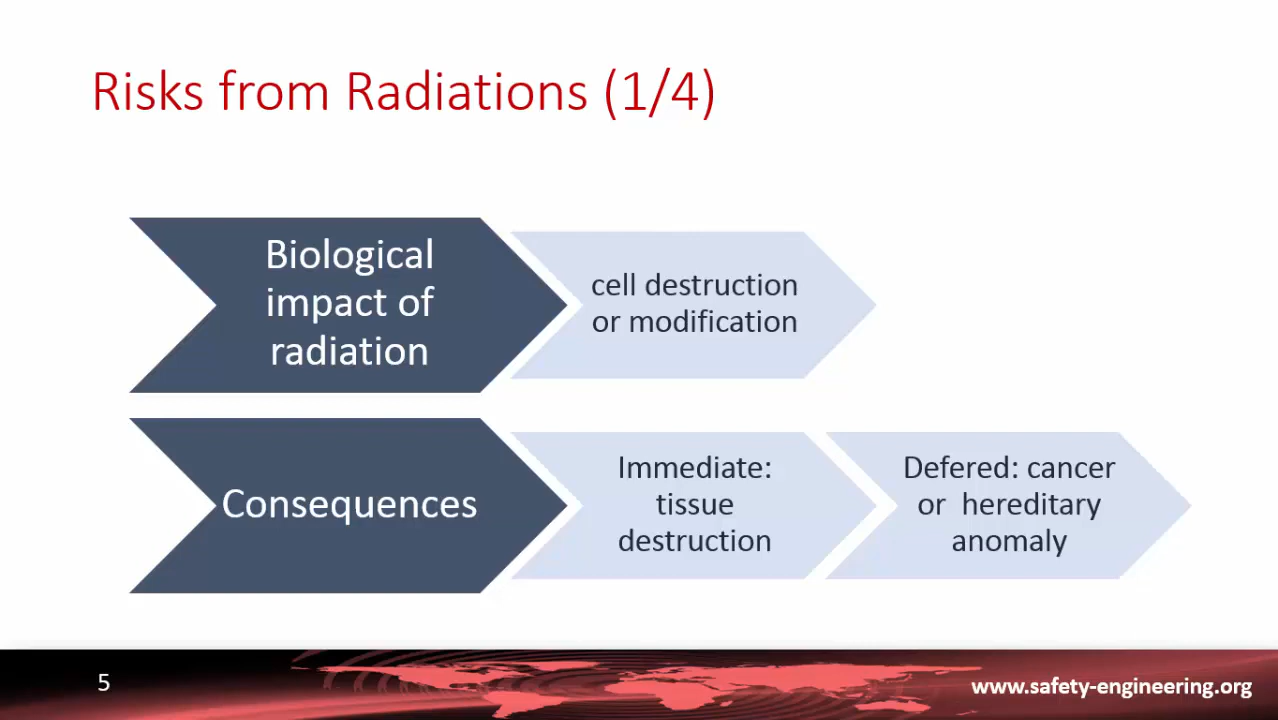 Risks from Radiations (1/4)
Biological
impact of
radiation
cell destruction
or modification
Consequences
Immediate:
tissue
destruction
Defered: cancer
or hereditary
anomaly
5
www.safety-engineering.org